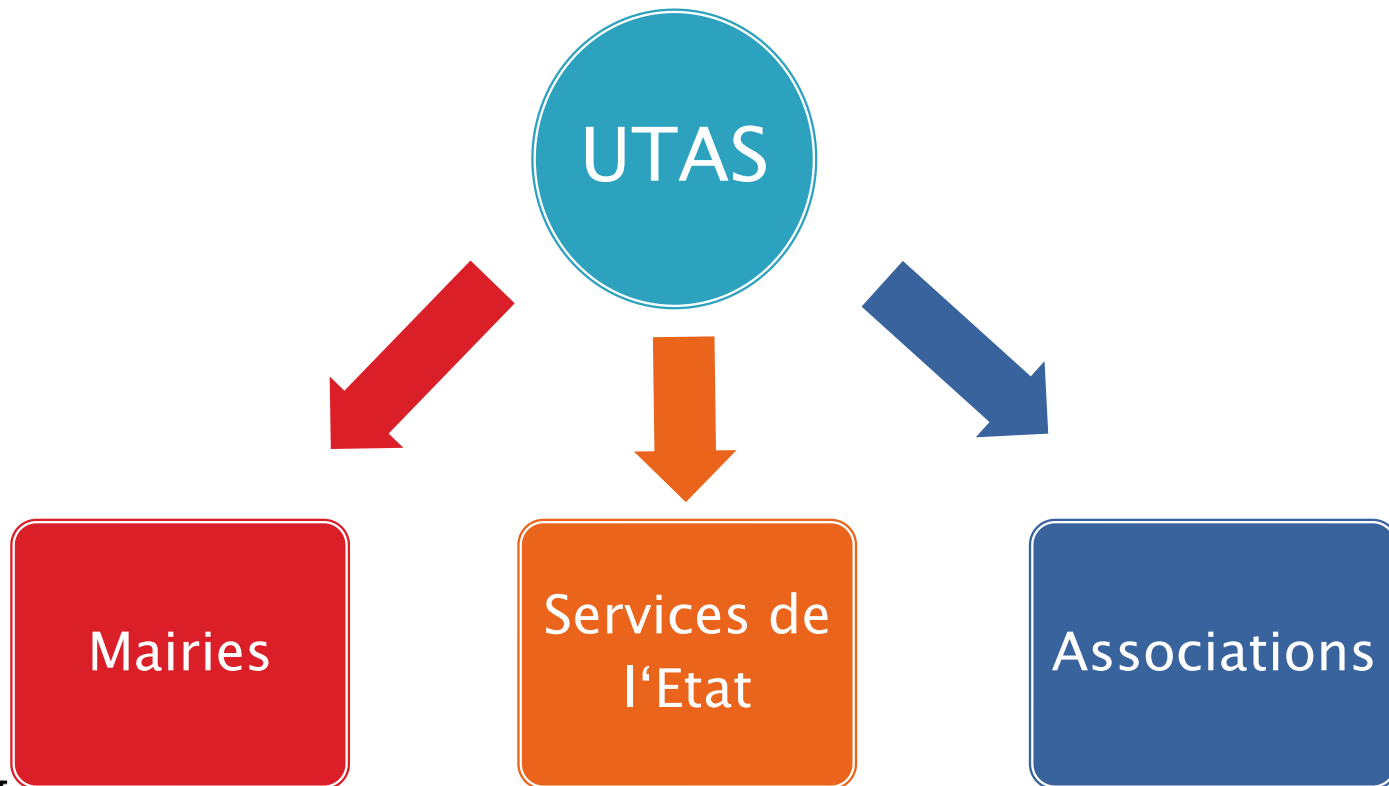 UTAS
Mairies
Services de
l‘Etat
Associations